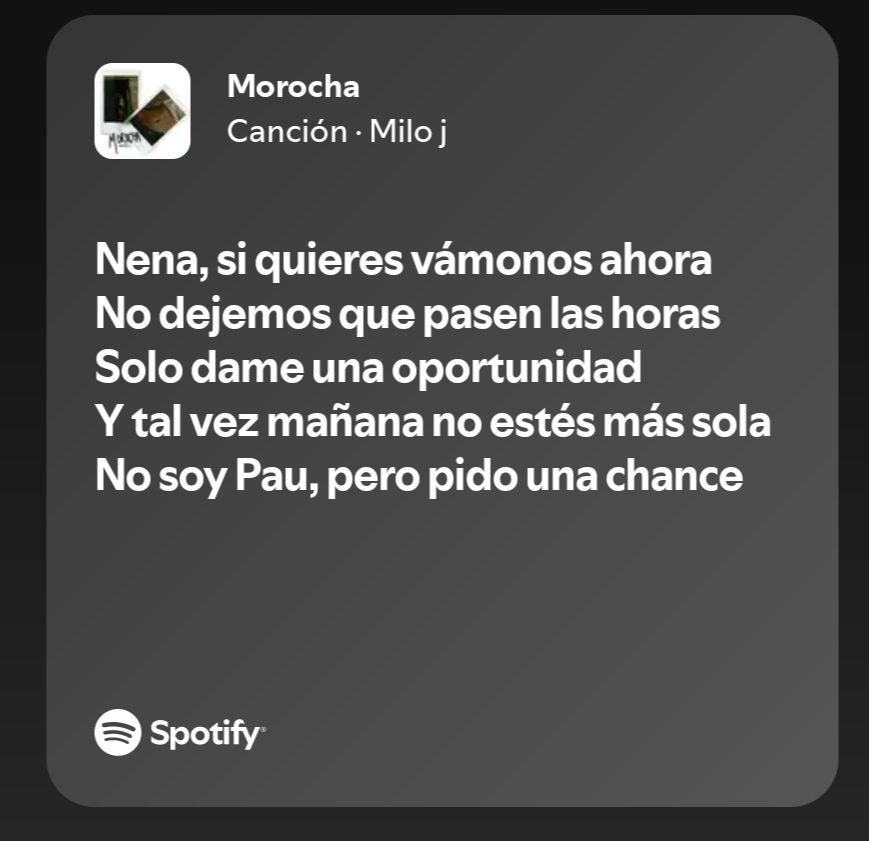 Morocha
Canción · Milo j
MOROCHA
Nena, si quieres vámonos ahora
No dejemos que pasen las horas
Solo dame una oportunidad
Y tal vez mañana no estés más sola
No soy Pau, pero pido una chance
Spotify®